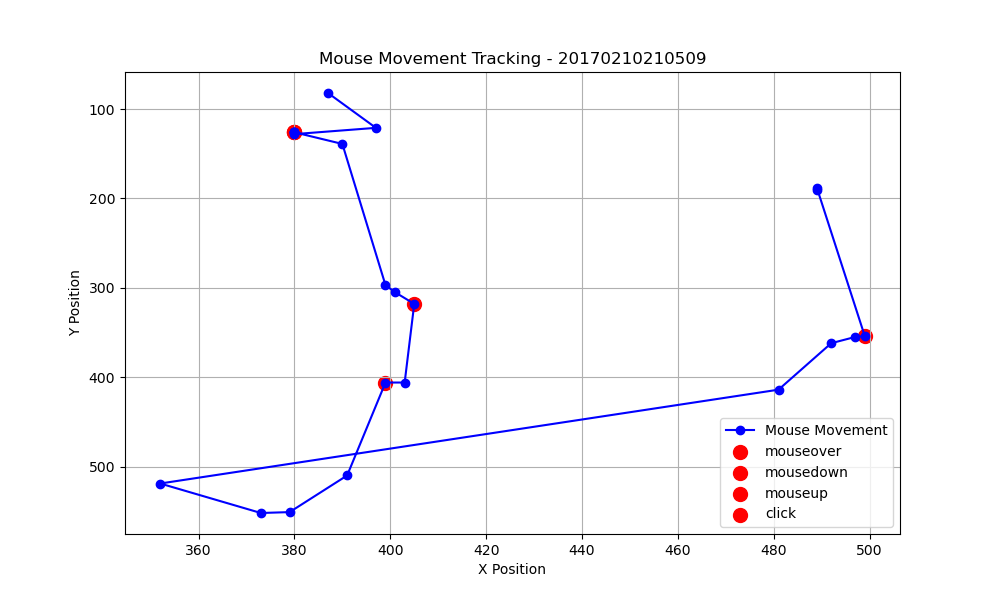 Mouse Movement Tracking - 20170210210509
100
200
300
400
500
Y Position
360
380
400
420
440
460
480
500
X Position
Mouse Movement
mouseover
mousedown
mouseup
click